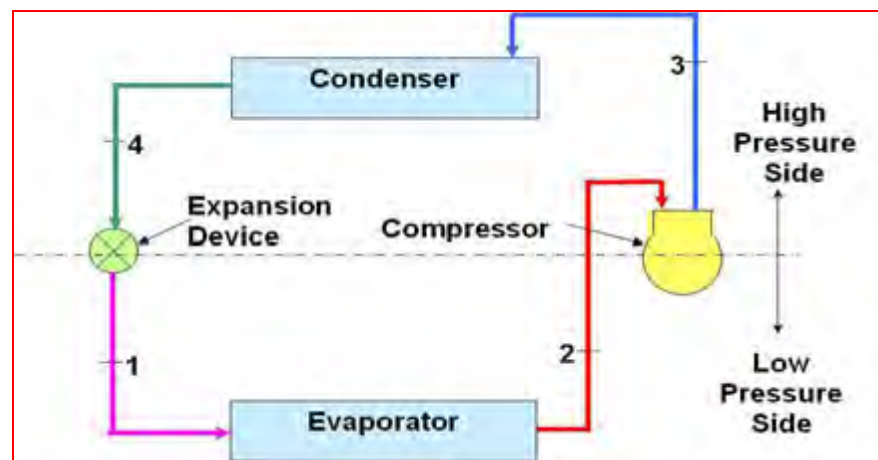 Condenser
3
High
Pressure
Side
4
Expansion
Device
Compressor
1
2
Low
Pressure
Side
Evaporator